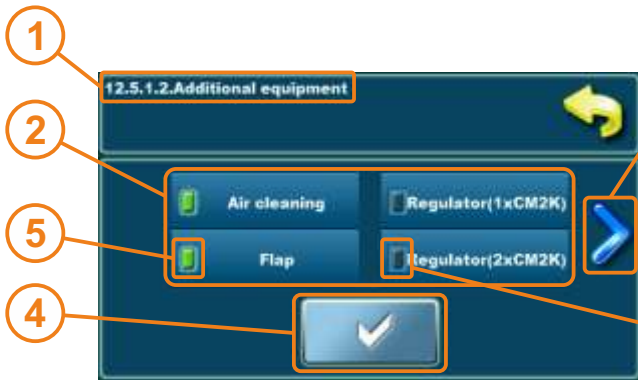 1
12.5.1.2.Additional equipment
2
Air cleaning
Regulator(1xCM2K)
5
Flap
Regulator(2xCM2K)
4